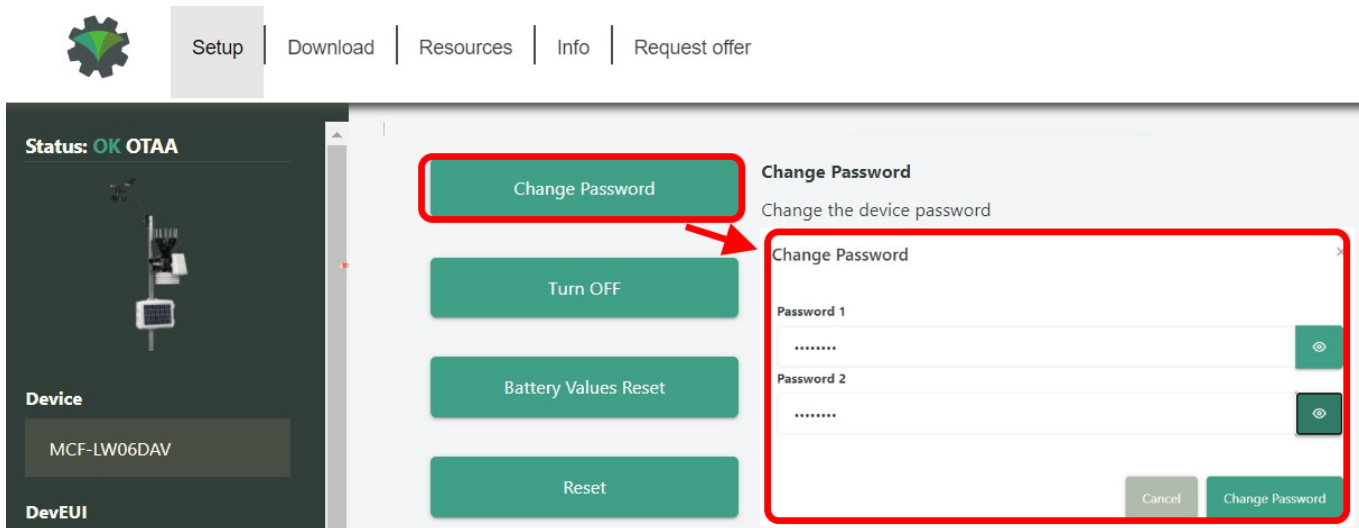 Setup
Download
Resources
Info
Request offer
Status: OK OTAA
Device
MCF-LW06DAV
DevEUI
Change Password
Turn OFF
Battery Values Reset
Reset
Change Password
Change the device password
Change Password
×
Password 1
••••••••
Password 2
••••••••
Cancel
Change Password